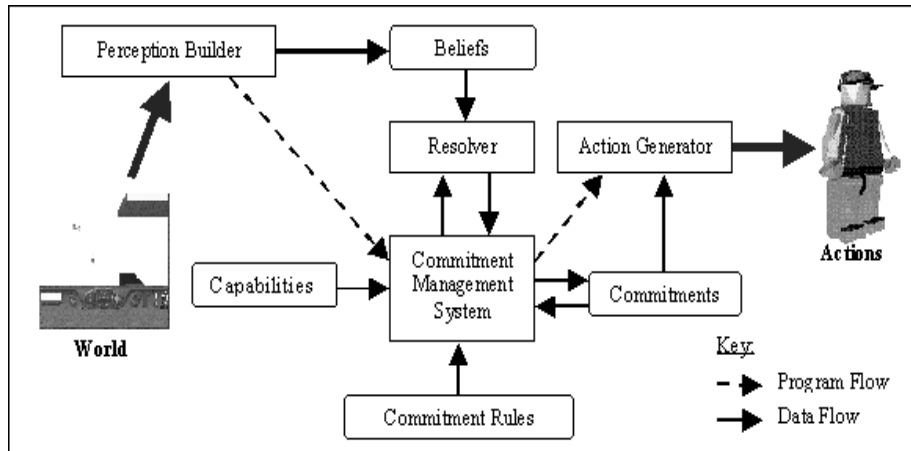 Perception Builder
Beliefs
Resolver
Action Generator
Actions
World
Capabilities
Commitment
Management
System
Commitments
Commitment Rules
Key:
Program Flow
Data Flow